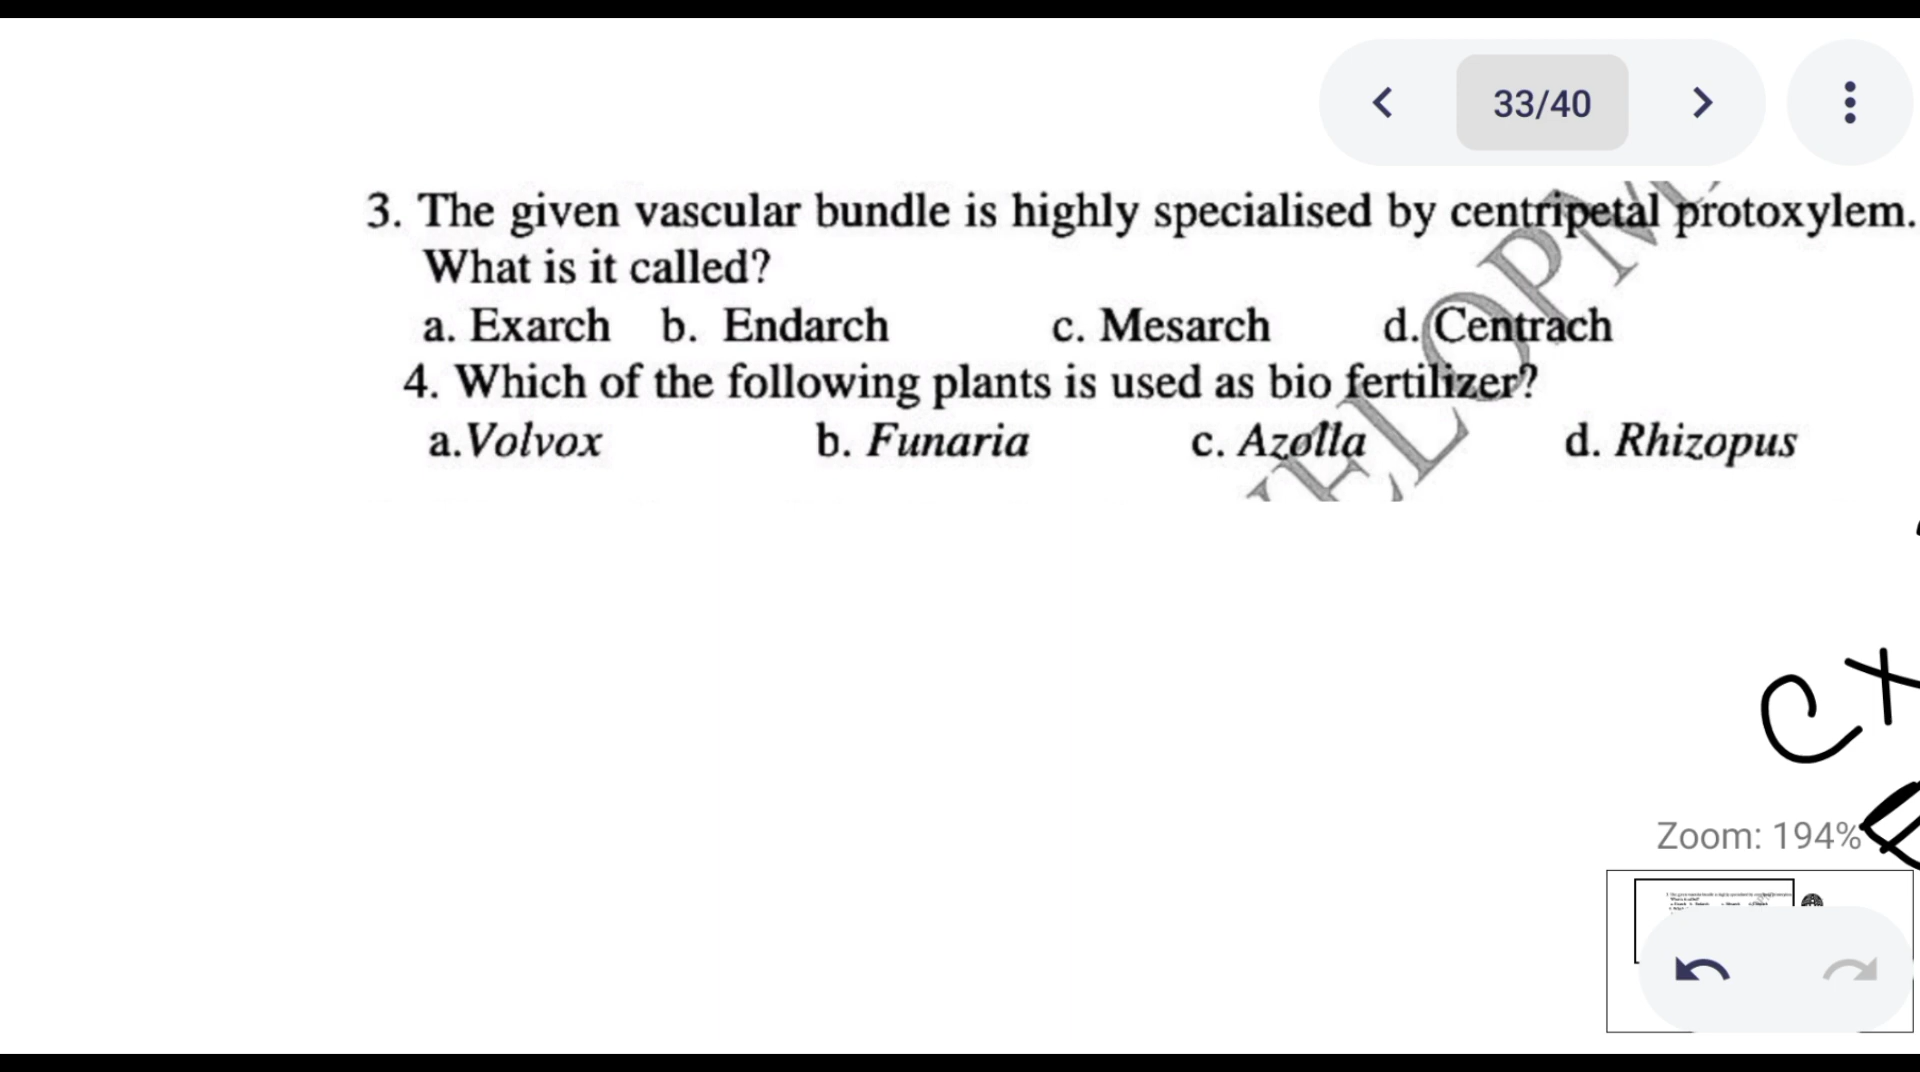 33/40
3. The given vascular bundle is highly specialised by centripetal protoxylem.
What is it called?
a. Exarch b. Endarch c. Mesarch d. Centrach
4. Which of the following plants is used as bio fertilizer?
a. Volvox b. Funaria c. Azolla d. Rhizopus
Zoom: 194%